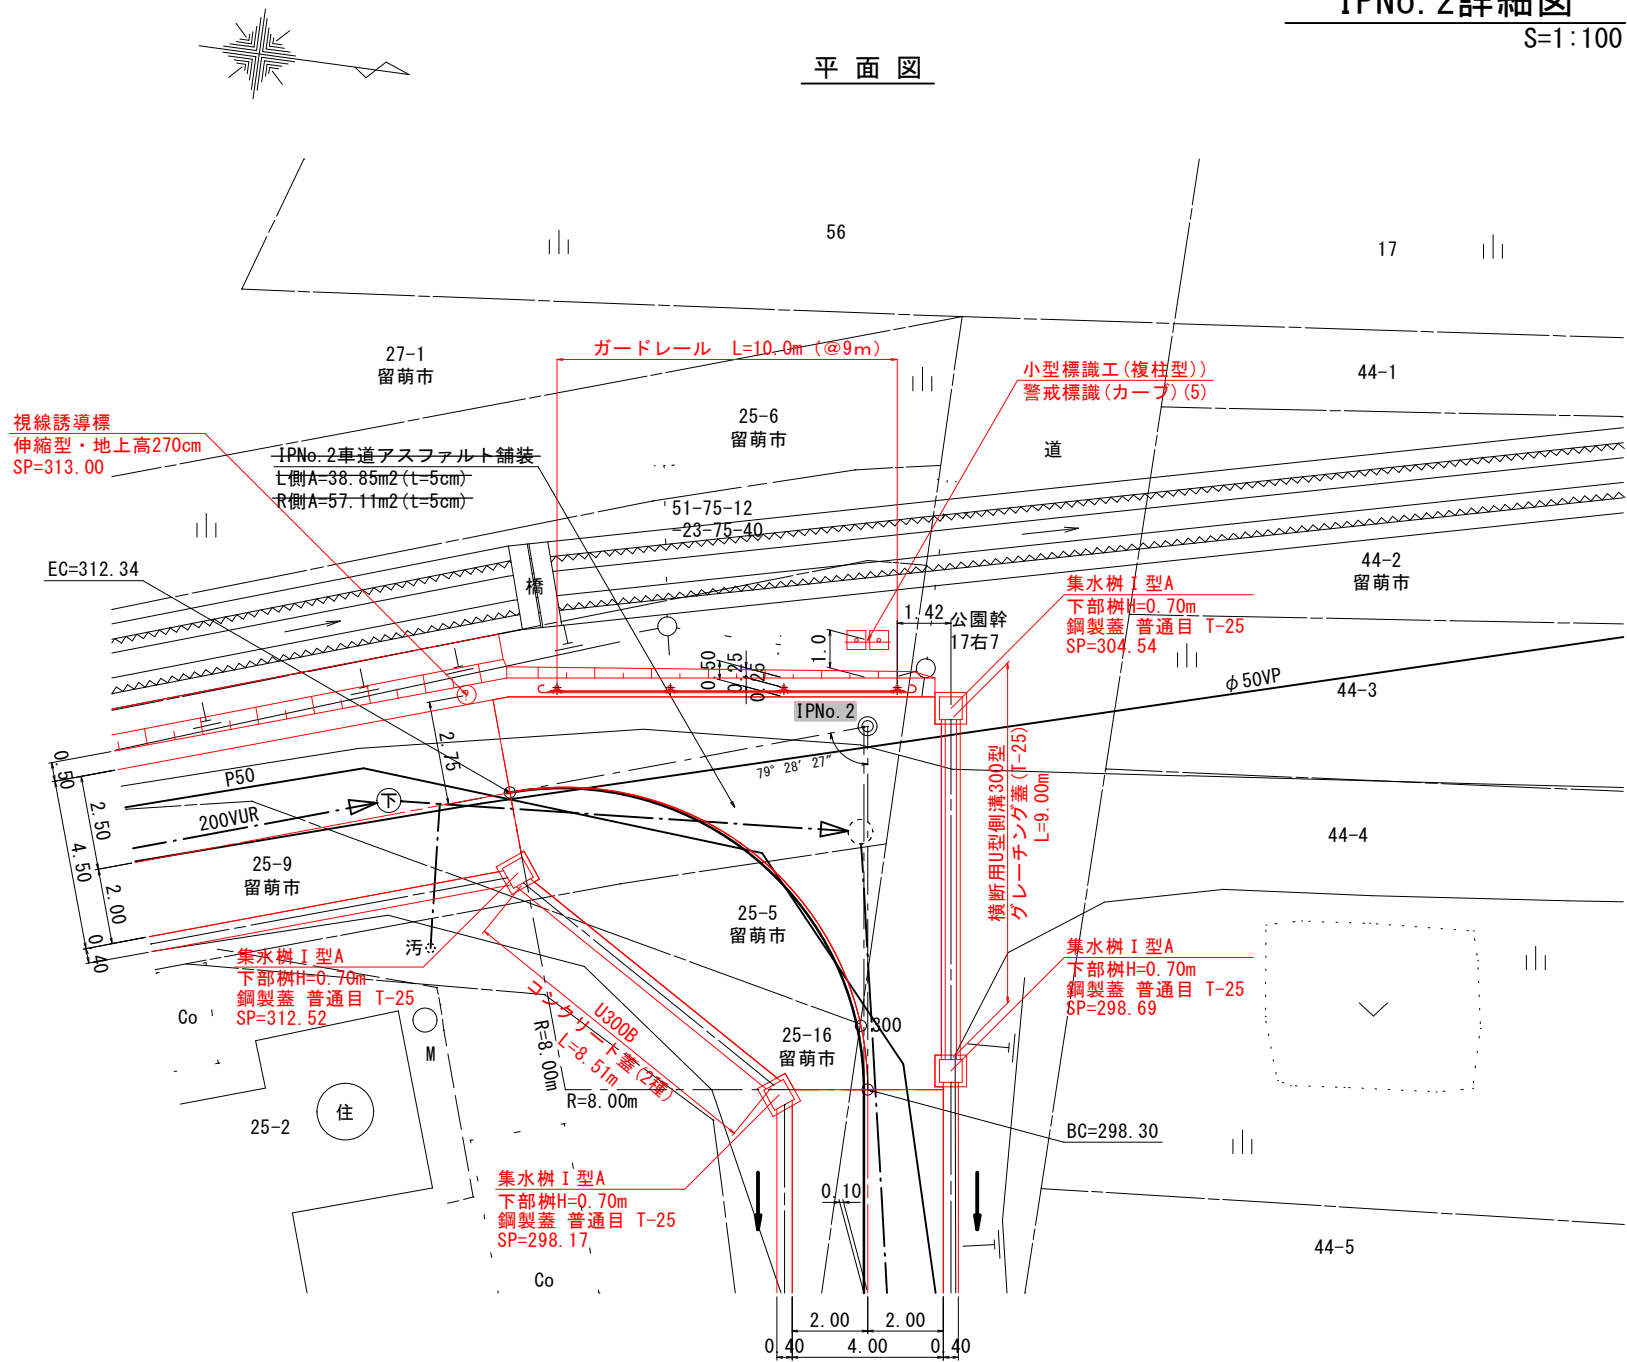 IPNo.2詳細図
S=1:100
平 面 図
56
17
27-1
留萌市
ガードレール L=10.0m (@9m)
小型標識工(複柱型))
警戒標識(カーブ)(5)
44-1
視線誘導標
伸縮型・地上高270cm
SP=313.00
25-6
留萌市
道
IPNo.2車道アスファルト舗装
L側A=38.85m2(t=5cm)
R側A=57.11m2(t=5cm)
51-75-12
-23-75-40
44-2
留萌市
EC=312.34
橋
集水桝Ⅰ型A
下部桝H=0.70m
鋼製蓋 普通目 T-25
SP=304.54
1.42
公園幹
17右7
1.0
0.50
0.25
0.25
φ50VP
44-3
IPNo.2
2.75
79° 28′ 27″
横断用U型側溝300型
グレーチング蓋(T-25)
L=9.00m
0.50
2.50
4.50
2.00
0.40
P50
200VUR
下
44-4
25-9
留萌市
25-5
留萌市
汚
集水桝Ⅰ型A
下部桝H=0.70m
鋼製蓋 普通目 T-25
SP=312.52
集水桝Ⅰ型A
下部桝H=0.70m
鋼製蓋 普通目 T-25
SP=298.69
Co
M
U300B
コンクリート蓋(2種)
L=8.51m
R=8.00m
R=8.00m
300
25-16
留萌市
25-2
住
BC=298.30
集水桝Ⅰ型A
下部桝H=0.70m
鋼製蓋 普通目 T-25
SP=298.17
0.10
44-5
Co
2.00
2.00
0.40
4.00
0.40